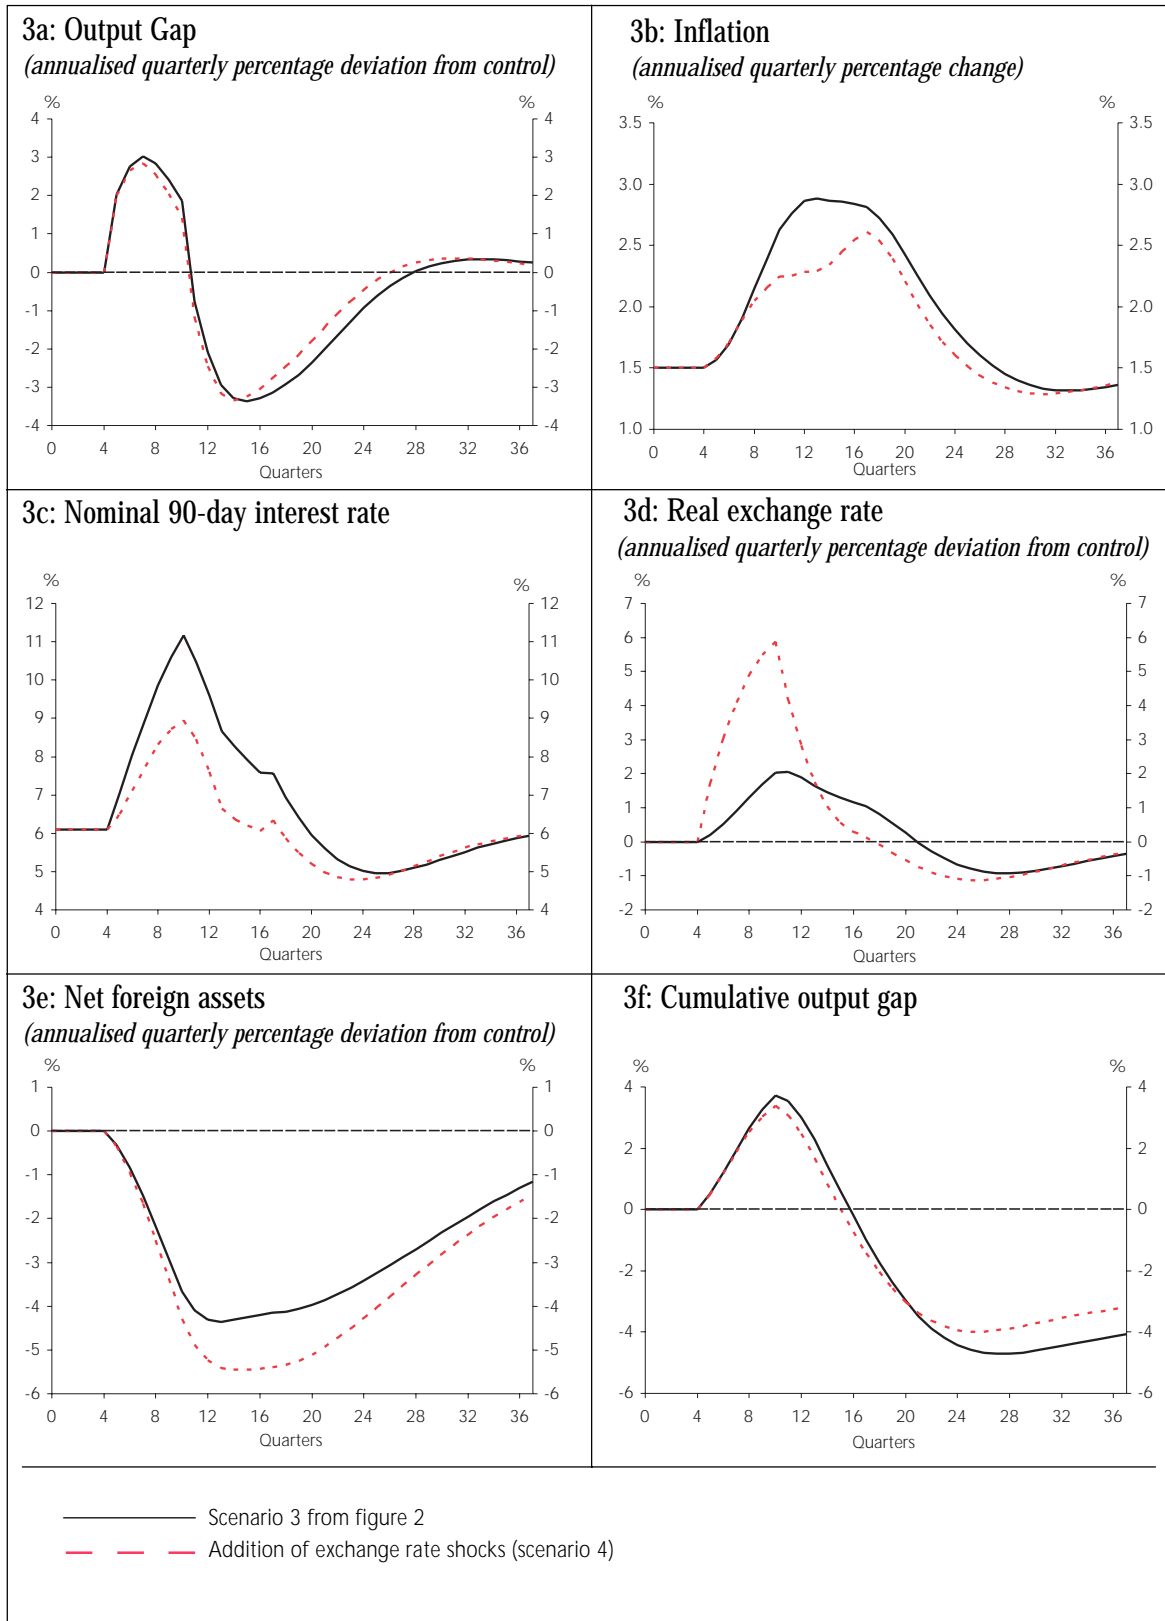 3a: Output Gap
(annualised quarterly percentage deviation from control)
% %
4 4
3 3
2 2
1 1
0 0
-1 -1
-2 -2
-3 -3
-4 -4
0 4 8 12 16 20 24 28 32 36
Quarters
3b: Inflation
(annualised quarterly percentage change)
% %
3.5 3.5
3.0 3.0
2.5 2.5
2.0 2.0
1.5 1.5
1.0 1.0
0 4 8 12 16 20 24 28 32 36
Quarters
3c: Nominal 90-day interest rate
% %
12 12
11 11
10 10
9 9
8 8
7 7
6 6
5 5
4 4
0 4 8 12 16 20 24 28 32 36
Quarters
3d: Real exchange rate
(annualised quarterly percentage deviation from control)
% %
7 7
6 6
5 5
4 4
3 3
2 2
1 1
0 0
-1 -1
-2 -2
0 4 8 12 16 20 24 28 32 36
Quarters
3e: Net foreign assets
(annualised quarterly percentage deviation from control)
% %
1 1
0 0
-1 -1
-2 -2
-3 -3
-4 -4
-5 -5
-6 -6
0 4 8 12 16 20 24 28 32 36
Quarters
3f: Cumulative output gap
% %
4 4
2 2
0 0
-2 -2
-4 -4
-6 -6
0 4 8 12 16 20 24 28 32 36
Quarters
Scenario 3 from figure 2
Addition of exchange rate shocks (scenario 4)